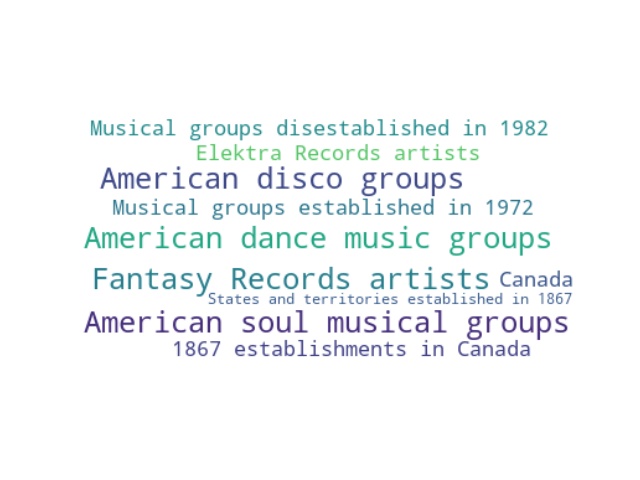 Musical groups disestablished in 1982
Elektra Records artists
American disco groups
Musical groups established in 1972
American dance music groups
Fantasy Records artists
Canada
States and territories established in 1867
American soul musical groups
1867 establishments in Canada